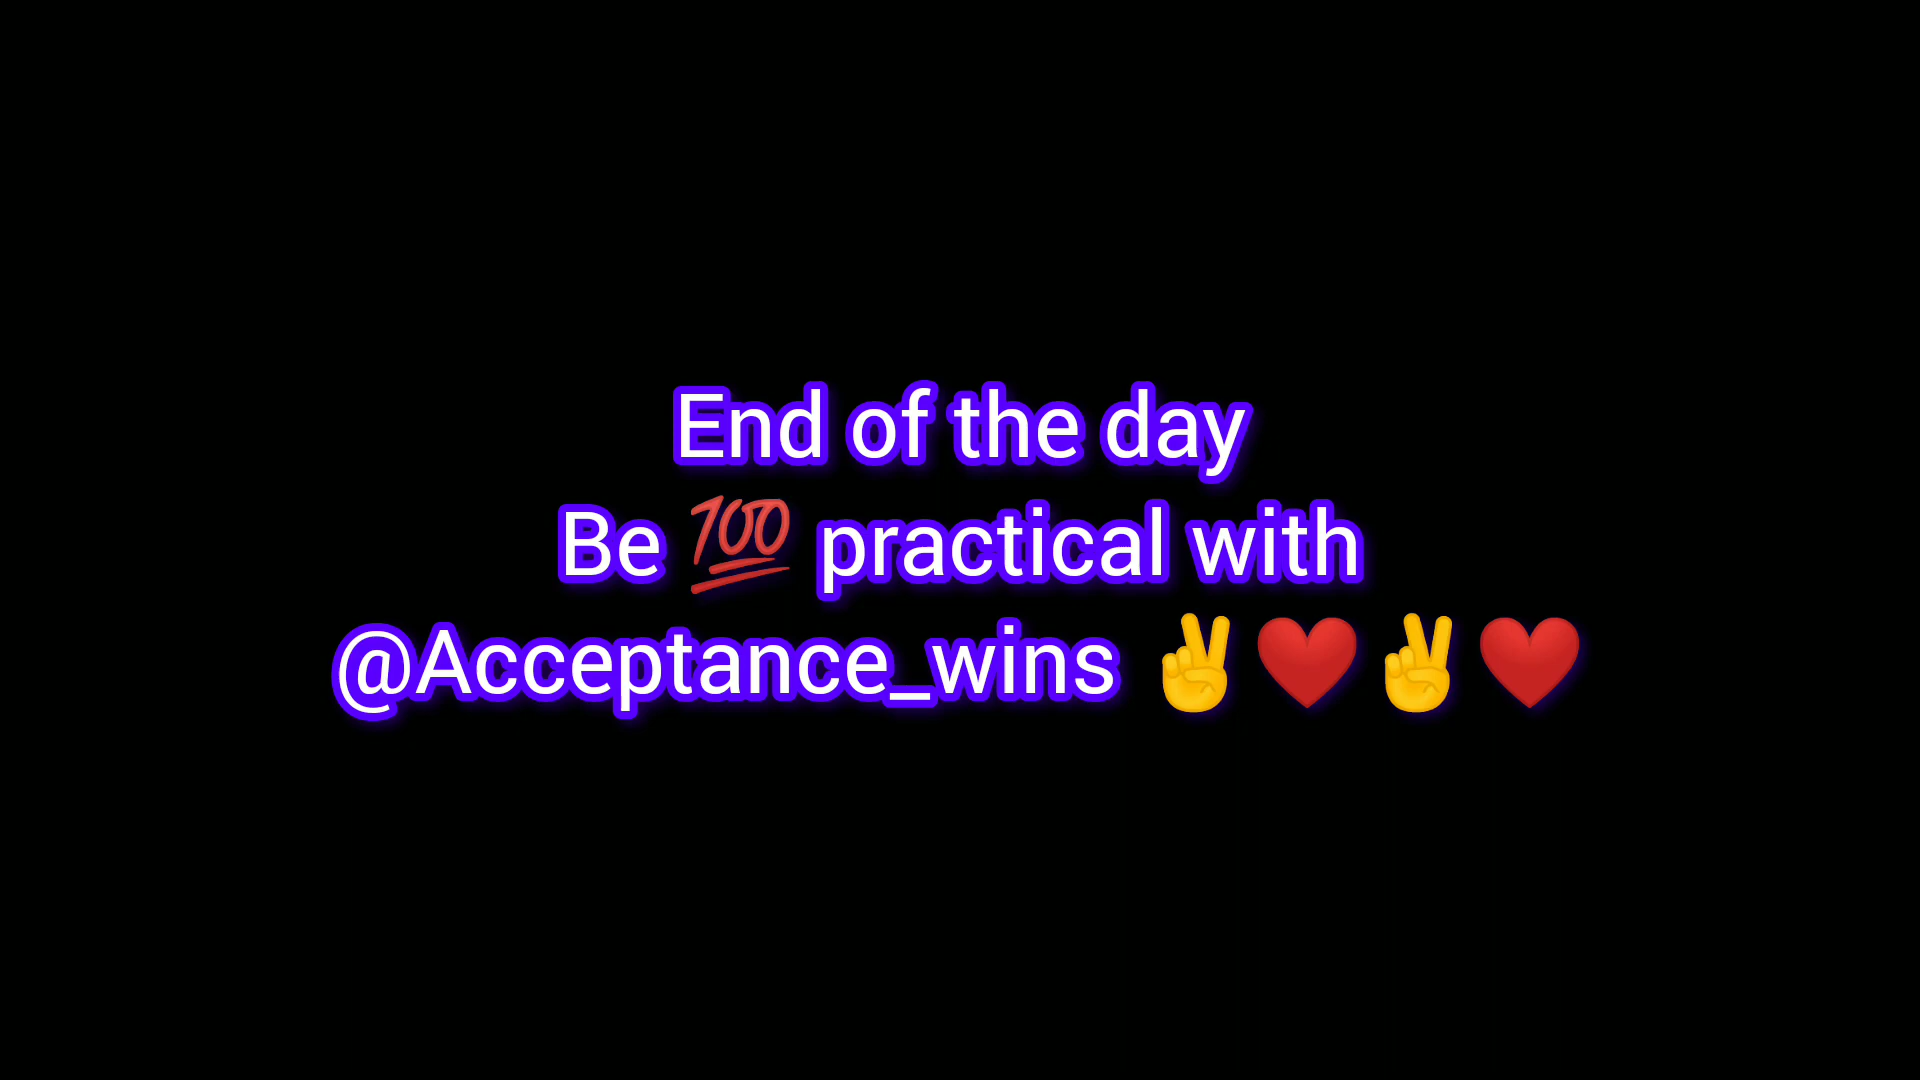 End of the day
Be 💯 practical with
@Acceptance_wins ✌️❤️✌️❤️